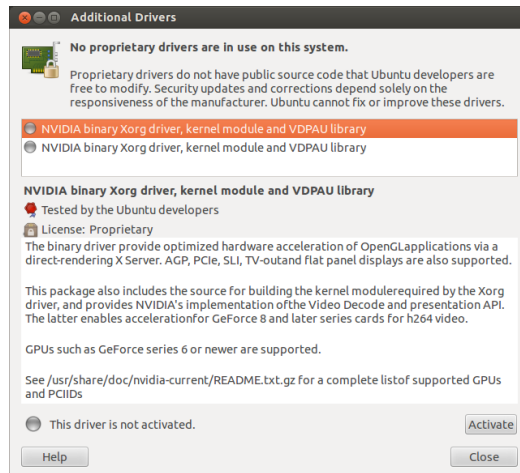 Additional Drivers
No proprietary drivers are in use on this system.
Proprietary drivers do not have public source code that Ubuntu developers are
free to modify. Security updates and corrections depend solely on the
responsiveness of the manufacturer. Ubuntu cannot fix or improve these drivers.
NVIDIA binary Xorg driver, kernel module and VDPAU library
NVIDIA binary Xorg driver, kernel module and VDPAU library
NVIDIA binary Xorg driver, kernel module and VDPAU library
Tested by the Ubuntu developers
License: Proprietary
The binary driver provide optimized hardware acceleration of OpenGLapplications via a
direct-rendering X Server. AGP, PCIe, SLI, TV-outand flat panel displays are also supported.
This package also includes the source for building the kernel modulerequired by the Xorg
driver, and provides NVIDIA's implementation ofthe Video Decode and presentation API.
The latter enables accelerationfor GeForce 8 and later series cards for h264 video.
GPUs such as GeForce series 6 or newer are supported.
See /usr/share/doc/nvidia-current/README.txt.gz for a complete listof supported GPUs
and PCIIDs
This driver is not activated.
Activate
Help
Close